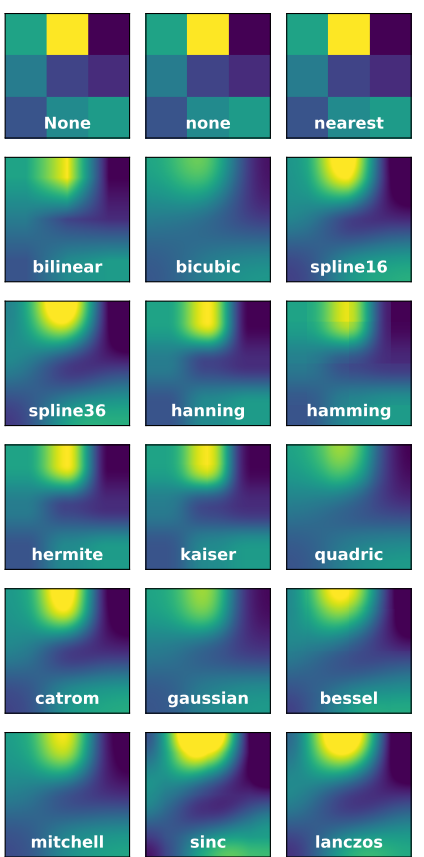 None
none
nearest
bilinear
bicubic
spline16
spline36
hanning
hamming
hermite
kaiser
quadric
catrom
gaussian
bessel
mitchell
sinc
lanczos